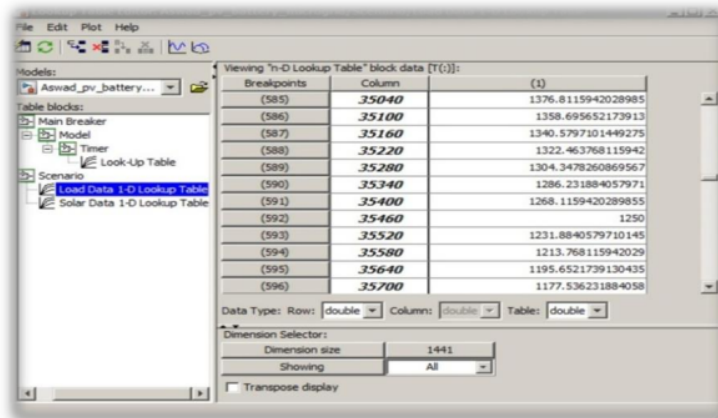 File Edit Plot Help
Models:
Aswad_pv_battery...
Table blocks:
Main Breaker
Model
Timer
Look-Up Table
Scenario
Load Data 1-D Lookup Table
Solar Data 1-D Lookup Table
Viewing "n-D Lookup Table" block data [T(:)]:
Breakpoints Column (1)
(585) 35040 1376.8115942028985
(586) 35100 1358.695652173913
(587) 35160 1340.5797101449275
(588) 35220 1322.463768115942
(589) 35280 1304.3478260869567
(590) 35340 1286.231884057971
(591) 35400 1268.1159420289855
(592) 35460 1250
(593) 35520 1231.8840579710145
(594) 35580 1213.768115942029
(595) 35640 1195.6521739130435
(596) 35700 1177.536231884058
Data Type: Row: double Column: double Table: double
Dimension Selector:
Dimension size 1441
Showing All
Transpose display